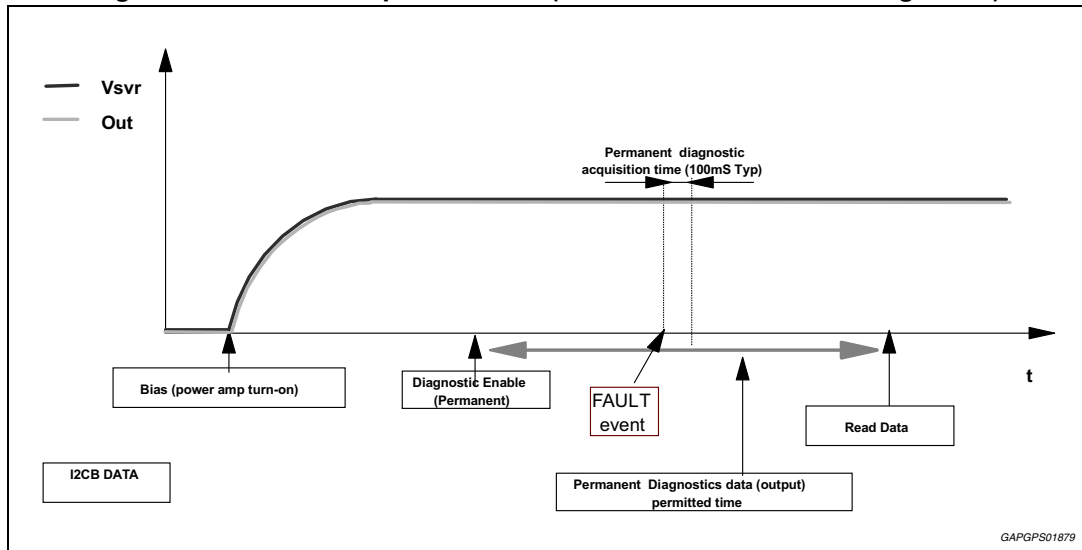 Vsvr
Out
Permanent diagnostic
acquisition time (100mS Typ)
t
Bias (power amp turn-on)
Diagnostic Enable
(Permanent)
FAULT
event
Read Data
I2CB DATA
Permanent Diagnostics data (output)
permitted time
GAPGPS01879